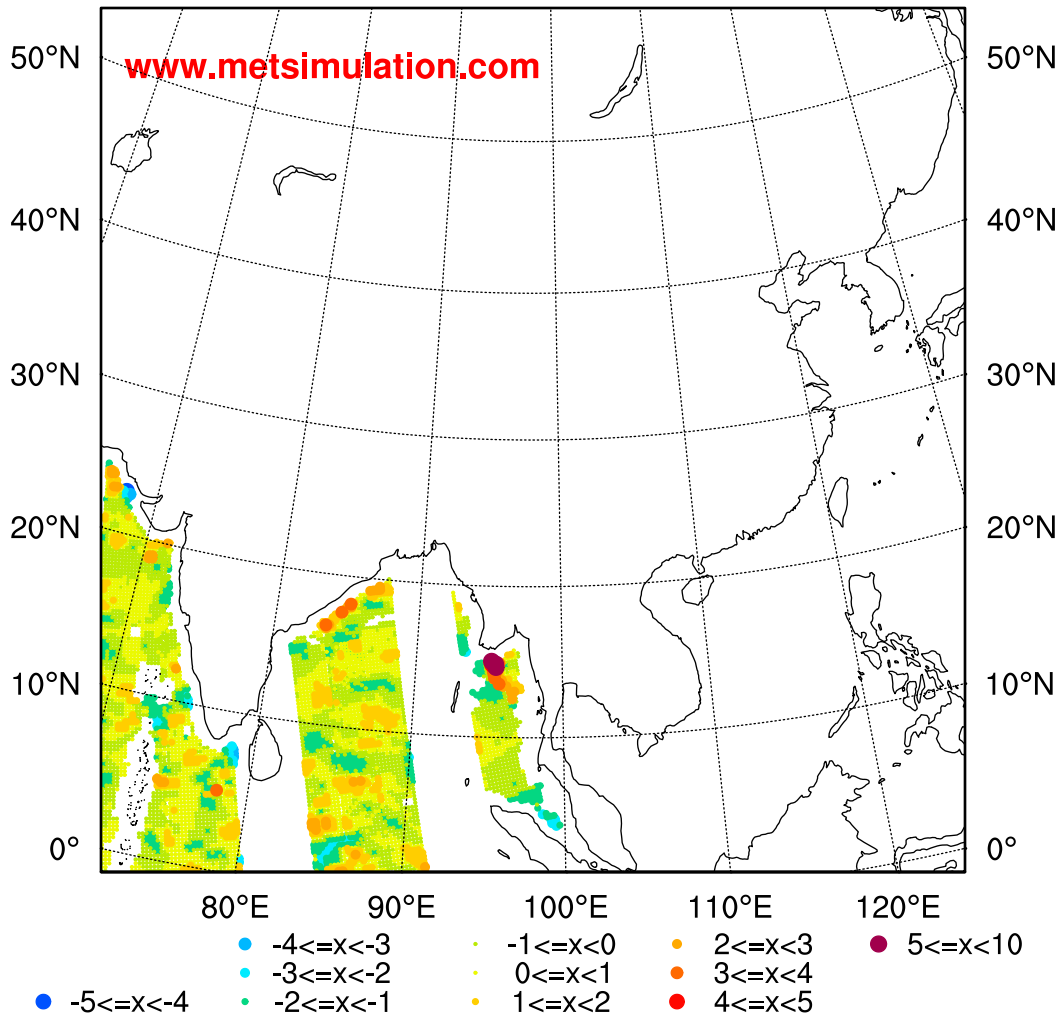 50°N 50°N
www.metsimulation.com
40°N 40°N
30°N 30°N
20°N 20°N
10°N 10°N
0° 0°
80°E 90°E 100°E 110°E 120°E
-4<=x<-3 -1<=x<0 2<=x<3 5<=x<10
-3<=x<-2 0<=x<1 3<=x<4
-5<=x<-4 -2<=x<-1 1<=x<2 4<=x<5